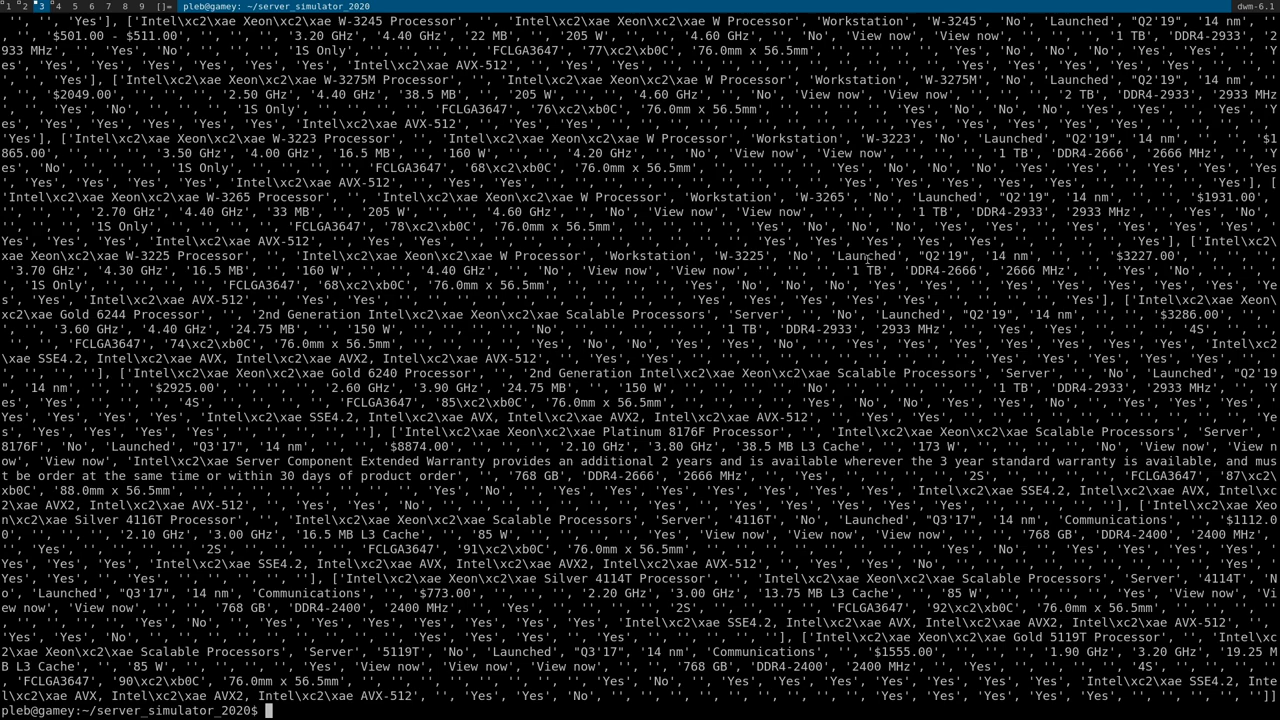 1 2 3 4 5 6 7 8 9 []= pleb@gamey: ~/server_simulator_2020 dwm-6.1
'', '', 'Yes'], ['Intel\xc2\xae Xeon\xc2\xae W-3245 Processor', '', 'Intel\xc2\xae Xeon\xc2\xae W Processor', 'Workstation', 'W-3245', 'No', 'Launched', "Q2'19", '14 nm', '',
'', '$501.00 - $511.00', '', '', '', '3.20 GHz', '4.40 GHz', '22 MB', '', '205 W', '', '4.60 GHz', '', 'No', 'View now', 'View now', '', '', '', '1 TB', 'DDR4-2933', '2
933 MHz', '', 'Yes', 'No', '', '', '', '1S Only', '', '', '', 'FCLGA3647', '77\xc2\xb0C', '76.0mm x 56.5mm', '', '', '', '', '', 'Yes', 'No', 'No', 'No', 'Yes', 'Yes', 'Y
es', 'Yes', 'Yes', 'Yes', 'Yes', 'Yes', 'Intel\xc2\xae AVX-512', '', 'Yes', 'Yes', '', '', '', '', '', 'Yes', 'Yes', 'Yes', 'Yes', 'Yes', '', '', '',
'', '', 'Yes'], ['Intel\xc2\xae Xeon\xc2\xae W-3275M Processor', '', 'Intel\xc2\xae Xeon\xc2\xae W Processor', 'Workstation', 'W-3275M', 'No', 'Launched', "Q2'19", '14 nm',
'', '', '$2049.00', '', '', '', '2.50 GHz', '4.40 GHz', '38.5 MB', '', '205 W', '', '4.60 GHz', '', 'No', 'View now', 'View now', '', '', '', '2 TB', 'DDR4-2933', '2933 MHz
', '', 'Yes', 'No', '', '', '', '1S Only', '', '', '', 'FCLGA3647', '76\xc2\xb0C', '76.0mm x 56.5mm', '', '', '', '', '', 'Yes', 'No', 'No', 'No', 'Yes', 'Yes', 'Yes', 'Y
es', 'Yes', 'Yes', 'Yes', 'Yes', 'Intel\xc2\xae AVX-512', '', 'Yes', 'Yes', '', '', '', '', '', 'Yes', 'Yes', 'Yes', 'Yes', 'Yes', '', '', '', '', '',
'Yes'], ['Intel\xc2\xae Xeon\xc2\xae W-3223 Processor', '', 'Intel\xc2\xae Xeon\xc2\xae W Processor', 'Workstation', 'W-3223', 'No', 'Launched', "Q2'19", '14 nm', '', '', '$1
865.00', '', '', '', '3.50 GHz', '4.00 GHz', '16.5 MB', '', '160 W', '', '4.20 GHz', '', 'No', 'View now', 'View now', '', '', '', '1 TB', 'DDR4-2666', '2666 MHz', '', 'Y
es', 'No', '', '', '', '1S Only', '', '', '', 'FCLGA3647', '68\xc2\xb0C', '76.0mm x 56.5mm', '', '', '', '', '', 'Yes', 'No', 'No', 'No', 'Yes', 'Yes', 'Yes', 'Yes', 'Yes'
, 'Yes', 'Yes', 'Yes', 'Intel\xc2\xae AVX-512', '', 'Yes', 'Yes', '', '', '', '', '', 'Yes', 'Yes', 'Yes', 'Yes', 'Yes', '', '', '', '', '', 'Yes'], [
'Intel\xc2\xae Xeon\xc2\xae W-3265 Processor', '', 'Intel\xc2\xae Xeon\xc2\xae W Processor', 'Workstation', 'W-3265', 'No', 'Launched', "Q2'19", '14 nm', '', '', '$1931.00',
'', '', '', '2.70 GHz', '4.40 GHz', '33 MB', '', '205 W', '', '4.60 GHz', '', 'No', 'View now', 'View now', '', '', '', '1 TB', 'DDR4-2933', '2933 MHz', '', 'Yes', 'No', '
', '', '', '1S Only', '', '', '', 'FCLGA3647', '78\xc2\xb0C', '76.0mm x 56.5mm', '', '', '', '', '', 'Yes', 'No', 'No', 'No', 'Yes', 'Yes', 'Yes', 'Yes', 'Yes', 'Yes', '
Yes', 'Yes', 'Intel\xc2\xae AVX-512', '', 'Yes', 'Yes', '', '', '', '', '', 'Yes', 'Yes', 'Yes', 'Yes', 'Yes', '', '', '', '', '', 'Yes'], ['Intel\xc2\
xae Xeon\xc2\xae W-3225 Processor', '', 'Intel\xc2\xae Xeon\xc2\xae W Processor', 'Workstation', 'W-3225', 'No', 'Launched', "Q2'19", '14 nm', '', '', '$3227.00', '', '', '',
'3.70 GHz', '4.30 GHz', '16.5 MB', '', '160 W', '', '4.40 GHz', '', 'No', 'View now', 'View now', '', '', '', '1 TB', 'DDR4-2666', '2666 MHz', '', 'Yes', 'No', '', '', ''
, '1S Only', '', '', '', 'FCLGA3647', '68\xc2\xb0C', '76.0mm x 56.5mm', '', '', '', '', '', 'Yes', 'No', 'No', 'No', 'Yes', 'Yes', 'Yes', 'Yes', 'Yes', 'Yes', 'Yes', 'Ye
s', 'Yes', 'Intel\xc2\xae AVX-512', '', 'Yes', 'Yes', '', '', '', '', '', 'Yes', 'Yes', 'Yes', 'Yes', 'Yes', '', '', '', '', '', 'Yes'], ['Intel\xc2\xae Xeon\
xc2\xae Gold 6244 Processor', '', '2nd Generation Intel\xc2\xae Xeon\xc2\xae Scalable Processors', 'Server', '', 'No', 'Launched', "Q2'19", '14 nm', '', '', '$3286.00', '', '
', '', '3.60 GHz', '4.40 GHz', '24.75 MB', '', '150 W', '', '', '', 'No', '', '', '', '', '', '1 TB', 'DDR4-2933', '2933 MHz', '', 'Yes', 'Yes', '', '', '', '4S', '', '',
'', 'FCLGA3647', '74\xc2\xb0C', '76.0mm x 56.5mm', '', '', '', '', '', 'Yes', 'No', 'No', 'Yes', 'Yes', 'Yes', 'Yes', 'Yes', 'Yes', 'Yes', 'Yes', 'Yes', 'Intel\xc2
\xae SSE4.2, Intel\xc2\xae AVX, Intel\xc2\xae AVX2, Intel\xc2\xae AVX-512', '', 'Yes', 'Yes', '', '', '', '', '', 'Yes', 'Yes', 'Yes', 'Yes', 'Yes', '', '', '', ''
, ''], ['Intel\xc2\xae Xeon\xc2\xae Gold 6240 Processor', '', '2nd Generation Intel\xc2\xae Xeon\xc2\xae Scalable Processors', 'Server', '', 'No', 'Launched', "Q2'19
", '14 nm', '', '', '$2925.00', '', '', '', '2.60 GHz', '3.90 GHz', '24.75 MB', '', '150 W', '', '', '', 'No', '', '', '', '', '', '1 TB', 'DDR4-2933', '2933 MHz', '', 'Y
es', 'Yes', '', '', '', '4S', '', '', '', 'FCLGA3647', '85\xc2\xb0C', '76.0mm x 56.5mm', '', '', '', '', '', 'Yes', 'No', 'No', 'Yes', 'Yes', 'Yes', 'Yes', 'Yes', '
Yes', 'Yes', 'Yes', 'Yes', 'Intel\xc2\xae SSE4.2, Intel\xc2\xae AVX, Intel\xc2\xae AVX2, Intel\xc2\xae AVX-512', '', 'Yes', 'Yes', '', '', '', '', '', 'Yes', 'Yes', 'Ye
s', 'Yes', 'Yes', '', '', '', '', ''], ['Intel\xc2\xae Xeon\xc2\xae Platinum 8176F Processor', '', 'Intel\xc2\xae Xeon\xc2\xae Scalable Processors', 'Server', '
8176F', 'No', 'Launched', "Q3'17", '14 nm', '', '', '$8874.00', '', '', '', '2.10 GHz', '3.80 GHz', '38.5 MB L3 Cache', '', '173 W', '', '', '', 'No', 'View now', 'View n
ow', 'View now', 'Intel\xc2\xae Server Component Extended Warranty provides an additional 2 years and is available wherever the 3 year standard warranty is available, and mus
t be order at the same time or within 30 days of product order', '', '768 GB', 'DDR4-2666', '2666 MHz', '', 'Yes', '', '', '', '', '2S', '', '', '', 'FCLGA3647', '87\xc2\
xb0C', '88.0mm x 56.5mm', '', '', '', '', '', 'Yes', 'No', '', 'Yes', 'Yes', 'Yes', 'Yes', 'Yes', 'Yes', 'Yes', 'Yes', 'Intel\xc2\xae SSE4.2, Intel\xc2\xae AVX, Intel\xc
2\xae AVX2, Intel\xc2\xae AVX-512', '', 'Yes', 'Yes', 'No', '', '', '', '', 'Yes', 'Yes', 'Yes', 'Yes', 'Yes', 'Yes', '', '', '', '', ''], ['Intel\xc2\xae Xeo
n\xc2\xae Silver 4116T Processor', '', 'Intel\xc2\xae Xeon\xc2\xae Scalable Processors', 'Server', '4116T', 'No', 'Launched', "Q3'17", '14 nm', 'Communications', '', '$1112.0
0', '', '', '', '2.10 GHz', '3.00 GHz', '16.5 MB L3 Cache', '', '85 W', '', '', '', 'Yes', 'View now', 'View now', 'View now', '', '', '768 GB', 'DDR4-2400', '2400 MHz', '
', 'Yes', '', '', '', '', '2S', '', '', '', 'FCLGA3647', '91\xc2\xb0C', '76.0mm x 56.5mm', '', '', '', '', '', 'Yes', 'No', '', 'Yes', 'Yes', 'Yes', 'Yes', 'Yes',
'Yes', 'Yes', 'Yes', 'Intel\xc2\xae SSE4.2, Intel\xc2\xae AVX, Intel\xc2\xae AVX2, Intel\xc2\xae AVX-512', '', 'Yes', 'Yes', 'No', '', '', '', '', 'Yes', 'Yes', 'Yes', '
Yes', 'Yes', 'Yes', '', '', '', '', ''], ['Intel\xc2\xae Xeon\xc2\xae Silver 4114T Processor', '', 'Intel\xc2\xae Xeon\xc2\xae Scalable Processors', 'Server', '4114T', 'N
o', 'Launched', "Q3'17", '14 nm', 'Communications', '', '$773.00', '', '', '', '2.20 GHz', '3.00 GHz', '13.75 MB L3 Cache', '', '85 W', '', '', '', 'Yes', 'View now', 'Vi
ew now', 'View now', '', '', '768 GB', 'DDR4-2400', '2400 MHz', '', 'Yes', '', '', '', '', '2S', '', '', '', 'FCLGA3647', '92\xc2\xb0C', '76.0mm x 56.5mm', '', '', '', ''
, '', 'Yes', 'No', '', 'Yes', 'Yes', 'Yes', 'Yes', 'Yes', 'Yes', 'Yes', 'Yes', 'Intel\xc2\xae SSE4.2, Intel\xc2\xae AVX, Intel\xc2\xae AVX2, Intel\xc2\xae AVX-512', '',
'Yes', 'Yes', 'No', '', '', '', '', 'Yes', 'Yes', 'Yes', 'Yes', 'Yes', 'Yes', '', '', '', '', ''], ['Intel\xc2\xae Xeon\xc2\xae Gold 5119T Processor', '', 'Intel\xc
2\xae Xeon\xc2\xae Scalable Processors', 'Server', '5119T', 'No', 'Launched', "Q3'17", '14 nm', 'Communications', '', '$1555.00', '', '', '', '1.90 GHz', '3.20 GHz', '19.25 M
B L3 Cache', '', '85 W', '', '', '', 'Yes', 'View now', 'View now', 'View now', '', '', '768 GB', 'DDR4-2400', '2400 MHz', '', 'Yes', '', '', '', '', '4S', '', '', ''
, 'FCLGA3647', '90\xc2\xb0C', '76.0mm x 56.5mm', '', '', '', '', '', 'Yes', 'No', '', 'Yes', 'Yes', 'Yes', 'Yes', 'Yes', 'Yes', 'Yes', 'Yes', 'Intel\xc2\xae SSE4.2, Inte
l\xc2\xae AVX, Intel\xc2\xae AVX2, Intel\xc2\xae AVX-512', '', 'Yes', 'Yes', 'No', '', '', '', '', 'Yes', 'Yes', 'Yes', 'Yes', 'Yes', 'Yes', '', '', '', '', '']]
pleb@gamey:~/server_simulator_2020$